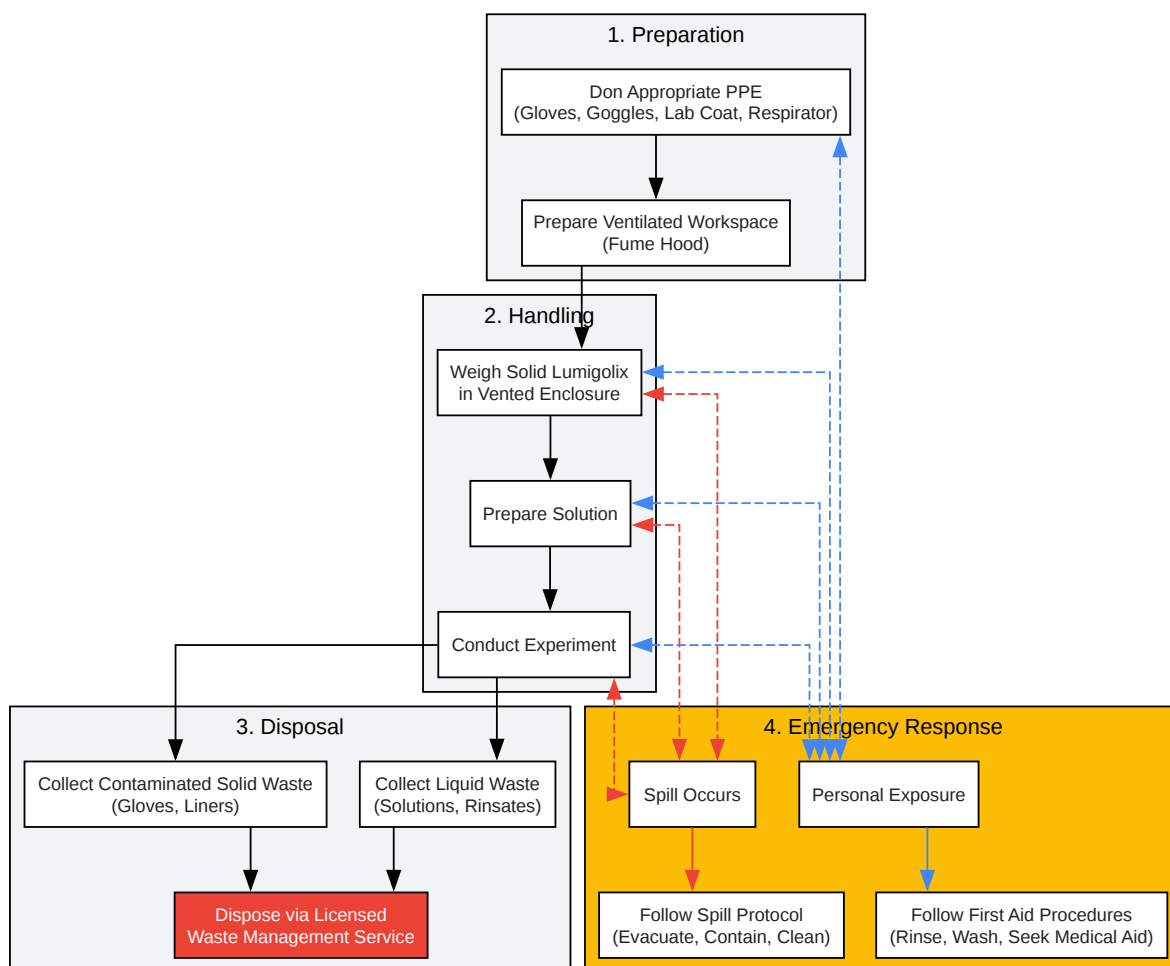 1. Preparation
Don Appropriate PPE
(Gloves, Goggles, Lab Coat, Respirator)
Prepare Ventilated Workspace
(Fume Hood)
2. Handling
Weigh Solid Lumigolix
in Vented Enclosure
Prepare Solution
Conduct Experiment
3. Disposal
Collect Contaminated Solid Waste
(Gloves, Liners)
Collect Liquid Waste
(Solutions, Rinsates)
Dispose via Licensed
Waste Management Service
4. Emergency Response
Spill Occurs
Personal Exposure
Follow Spill Protocol
(Evacuate, Contain, Clean)
Follow First Aid Procedures
(Rinse, Wash, Seek Medical Aid)